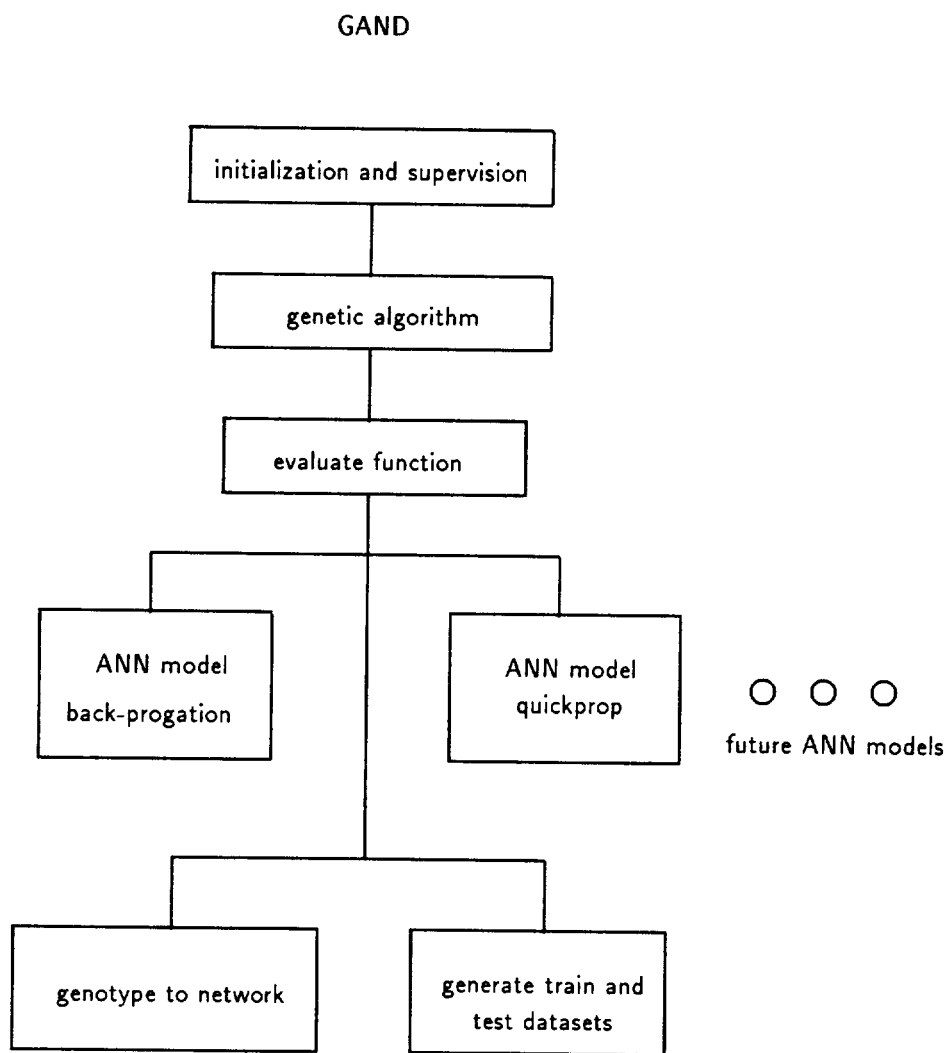 GAND
initialization and supervision
genetic algorithm
evaluate function
ANN model
back-progation
ANN model
quickprop
future ANN models
genotype to network
generate train and
test datasets